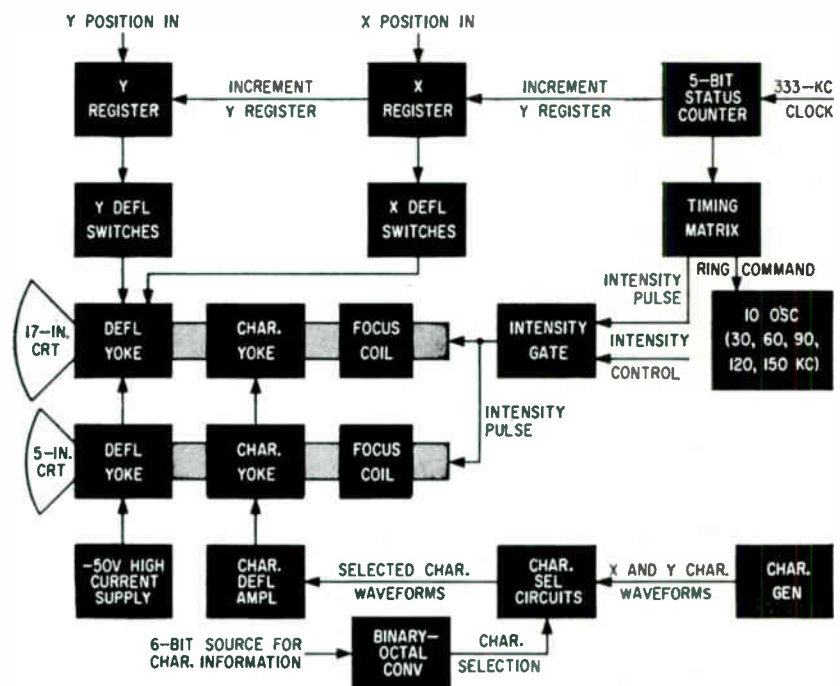 Y POSITION IN
X POSITION IN
Y
REGISTER
INCREMENT
Y REGISTER
X
REGISTER
INCREMENT
Y REGISTER
5-BIT
STATUS
COUNTER
333-KC
CLOCK
Y DEFL
SWITCHES
X DEFL
SWITCHES
TIMING
MATRIX
RING COMMAND
INTENSITY
PULSE
17-IN.
CRT
DEFL
YOKE
CHAR.
YOKE
FOCUS
COIL
INTENSITY
GATE
INTENSITY
CONTROL
10 OSC
(30, 60, 90,
120, 150 KC)
INTENSITY
PULSE
5-IN.
CRT
DEFL
YOKE
CHAR.
YOKE
FOCUS
COIL
-50V HIGH
CURRENT
SUPPLY
CHAR.
DEFL
AMPL
SELECTED CHAR.
WAVEFORMS
CHAR.
SEL
CIRCUITS
X AND Y CHAR.
WAVEFORMS
CHAR.
GEN
6-BIT SOURCE FOR
CHAR. INFORMATION
BINARY-
OCTAL
CONV
CHAR.
SELECTION